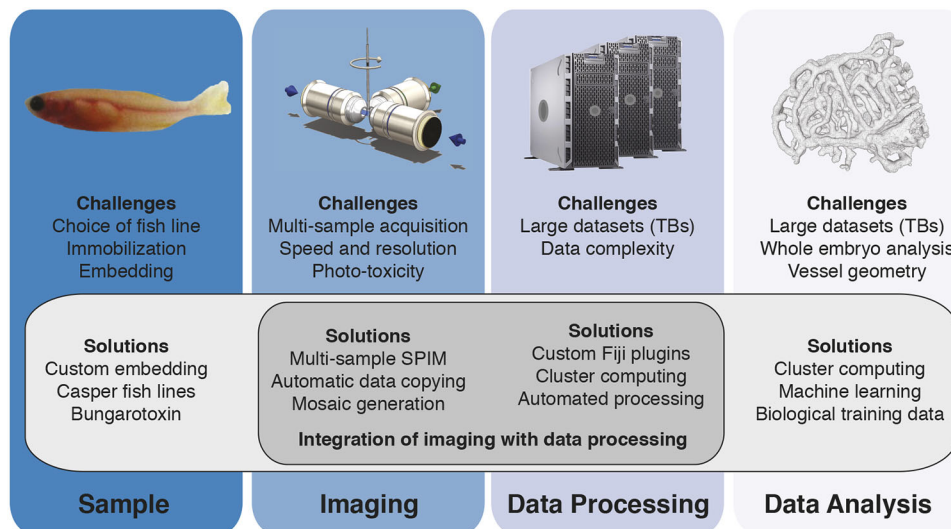 Challenges
Choice of fish line
Immobilization
Embedding
Challenges
Multi-sample acquisition
Speed and resolution
Photo-toxicity
Challenges
Large datasets (TBs)
Data complexity
Challenges
Large datasets (TBs)
Whole embryo analysis
Vessel geometry
Solutions
Custom embedding
Casper fish lines
Bungarotoxin
Solutions
Multi-sample SPIM
Automatic data copying
Mosaic generation
Solutions
Custom Fiji plugins
Cluster computing
Automated processing
Integration of imaging with data processing
Solutions
Cluster computing
Machine learning
Biological training data
Sample
Imaging
Data Processing
Data Analysis